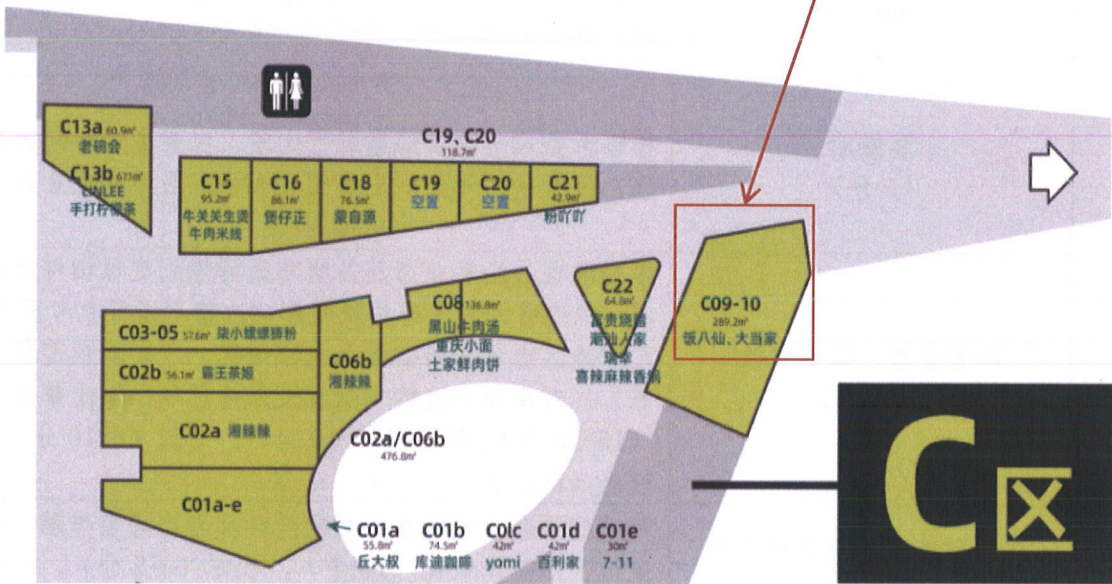 C19、C20
118.7㎡
C13a 60.9㎡
老碗会
C13b 67.1㎡
LINLEE
手打柠檬茶
C15
95.2㎡
牛关关生烫
牛肉米线
C16
86.1㎡
煲仔正
C18
76.5㎡
蒙自源
C19
空置
C20
空置
C21
42.9㎡
粉吖吖
C03-05 57.6㎡ 柒小螺螺狮粉
C02b 56.1㎡ 霸王茶姬
C02a 湘辣辣
C01a-e
C06b
湘辣辣
C08 136.8㎡
黑山牛肉汤
重庆小面
土家鲜肉饼
C22
64.8㎡
富贵烧腊
潮汕人家
瑞幸
喜辣麻辣香锅
C09-10
289.2㎡
饭八仙、大当家
C02a/C06b
476.8㎡
C01a
55.8㎡
丘大叔
C01b
74.5㎡
库迪咖啡
C0lc
42㎡
yomi
C01d
42㎡
百利家
C01e
30㎡
7-11
C区